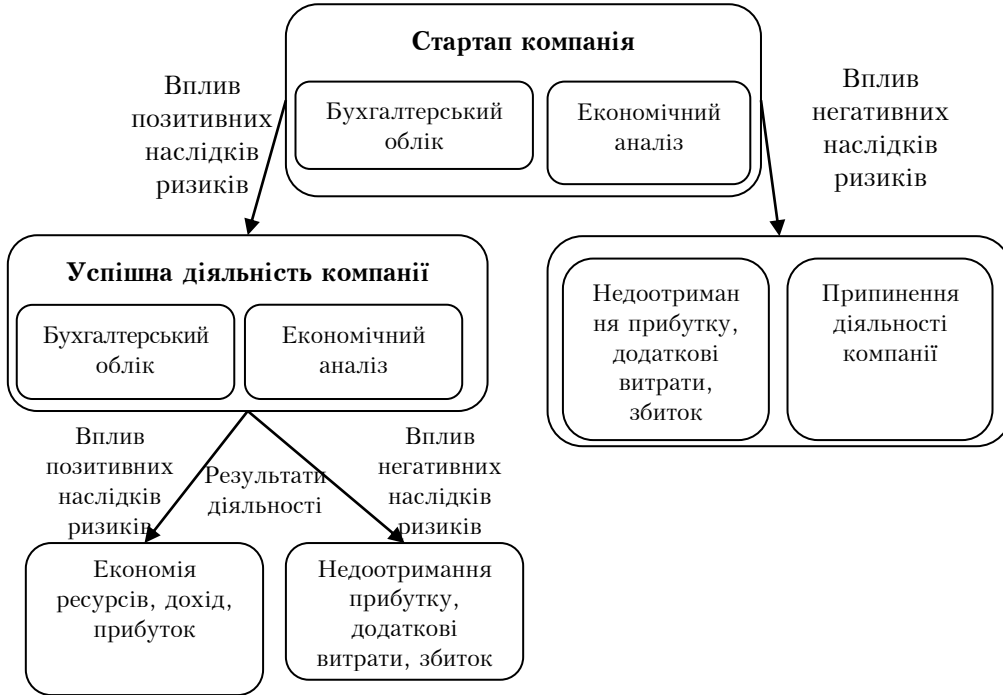 Стартап компанія
Бухгалтерський
облік
Економічний
аналіз
Вплив
позитивних
наслідків
ризиків
Вплив
негативних
наслідків
ризиків
Успішна діяльність компанії
Бухгалтерський
облік
Економічний
аналіз
Недоотриман
ня прибутку,
додаткові
витрати,
збиток
Припинення
діяльності
компанії
Вплив
позитивних
наслідків
ризиків
Результати
діяльності
Вплив
негативних
наслідків
ризиків
Економія
ресурсів, дохід,
прибуток
Недоотримання
прибутку,
додаткові
витрати, збиток